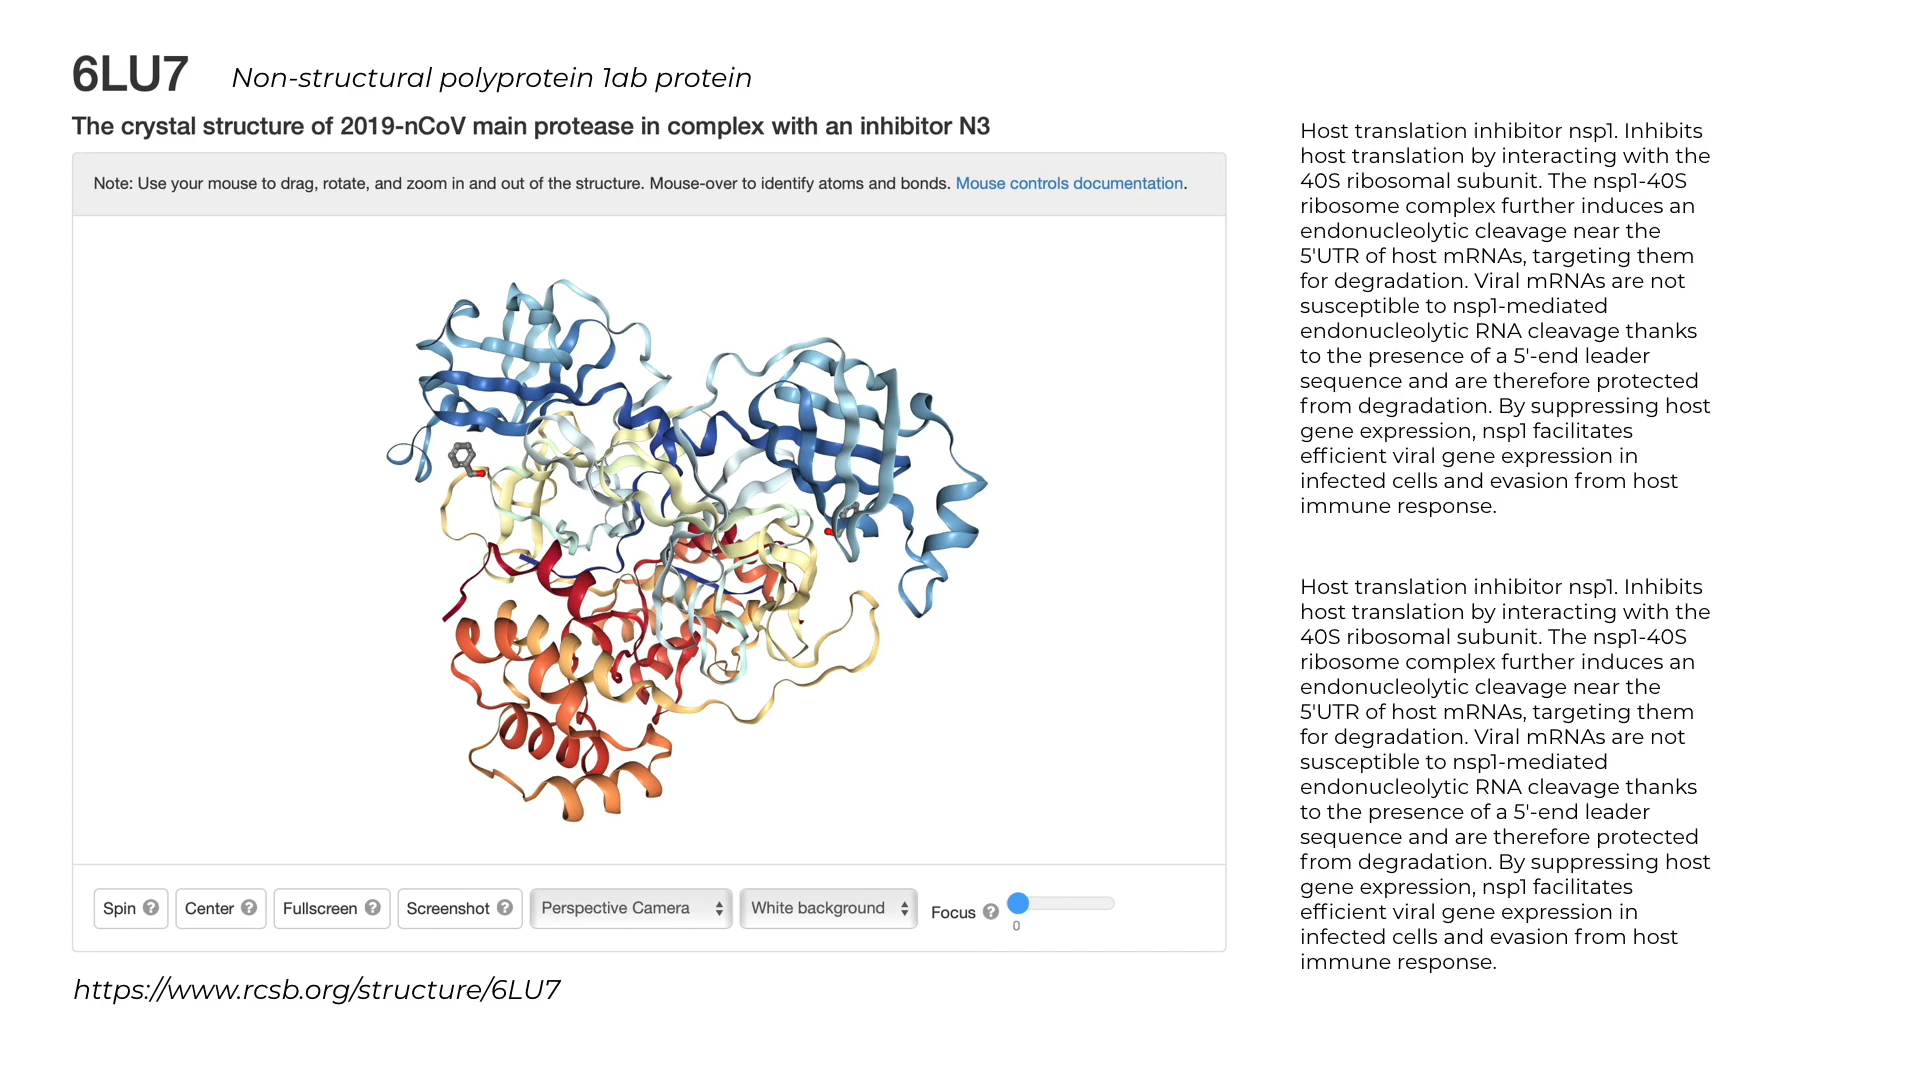 6LU7 Non-structural polyprotein 1ab protein
The crystal structure of 2019-nCoV main protease in complex with an inhibitor N3
Note: Use your mouse to drag, rotate, and zoom in and out of the structure. Mouse-over to identify atoms and bonds. Mouse controls documentation.
Spin ? Center ? Fullscreen ? Screenshot ? Perspective Camera White background Focus ?
0
https://www.rcsb.org/structure/6LU7
Host translation inhibitor nsp1. Inhibits
host translation by interacting with the
40S ribosomal subunit. The nsp1-40S
ribosome complex further induces an
endonucleolytic cleavage near the
5'UTR of host mRNAs, targeting them
for degradation. Viral mRNAs are not
susceptible to nsp1-mediated
endonucleolytic RNA cleavage thanks
to the presence of a 5'-end leader
sequence and are therefore protected
from degradation. By suppressing host
gene expression, nsp1 facilitates
efficient viral gene expression in
infected cells and evasion from host
immune response.
Host translation inhibitor nsp1. Inhibits
host translation by interacting with the
40S ribosomal subunit. The nsp1-40S
ribosome complex further induces an
endonucleolytic cleavage near the
5'UTR of host mRNAs, targeting them
for degradation. Viral mRNAs are not
susceptible to nsp1-mediated
endonucleolytic RNA cleavage thanks
to the presence of a 5'-end leader
sequence and are therefore protected
from degradation. By suppressing host
gene expression, nsp1 facilitates
efficient viral gene expression in
infected cells and evasion from host
immune response.